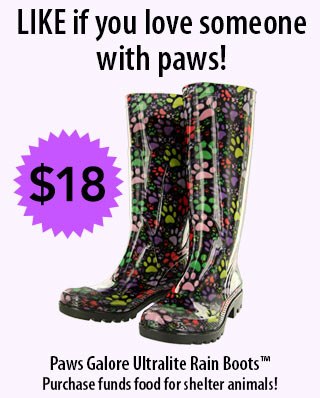 LIKE if you love someone
with paws!
$18
Paws Galore Ultralite Rain Boots™
Purchase funds food for shelter animals!